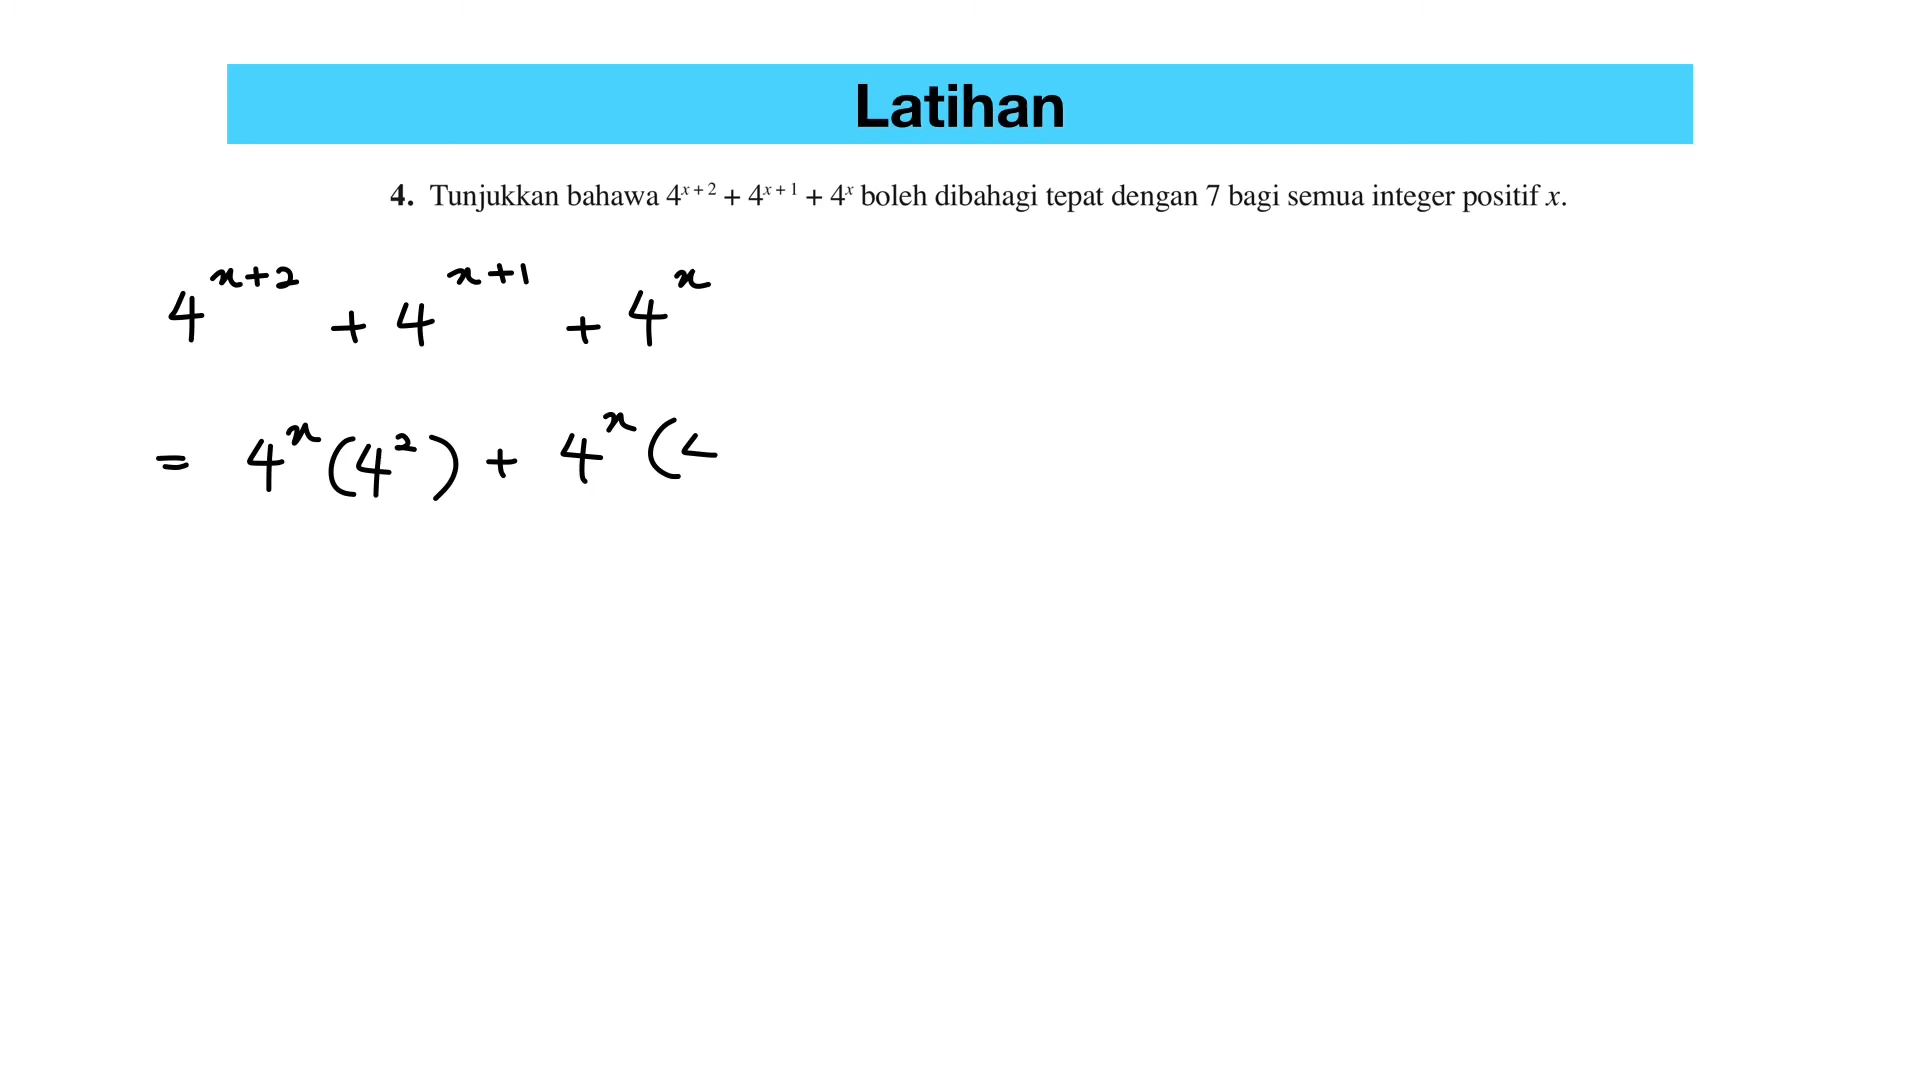 Latihan
4. Tunjukkan bahawa 4^{x + 2} + 4^{x + 1} + 4^{x} boleh dibahagi tepat dengan 7 bagi semua integer positif x.
4^{x+2} + 4^{x+1} + 4^{x}
= 4^{x}(4^{2}) + 4^{x}(